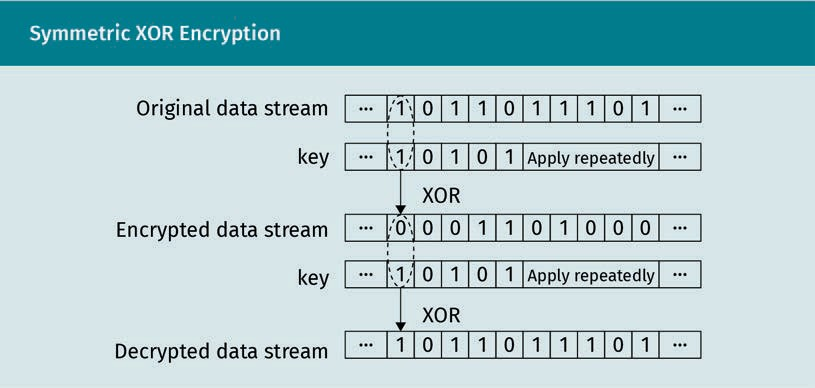 Symmetric XOR Encryption
Original data stream ... 1 0 1 1 0 1 1 1 0 1 ...
key ... 1 0 1 0 1 Apply repeatedly ...
XOR
Encrypted data stream ... 0 0 0 1 1 0 1 0 0 0 ...
key ... 1 0 1 0 1 Apply repeatedly ...
XOR
Decrypted data stream ... 1 0 1 1 0 1 1 1 0 1 ...